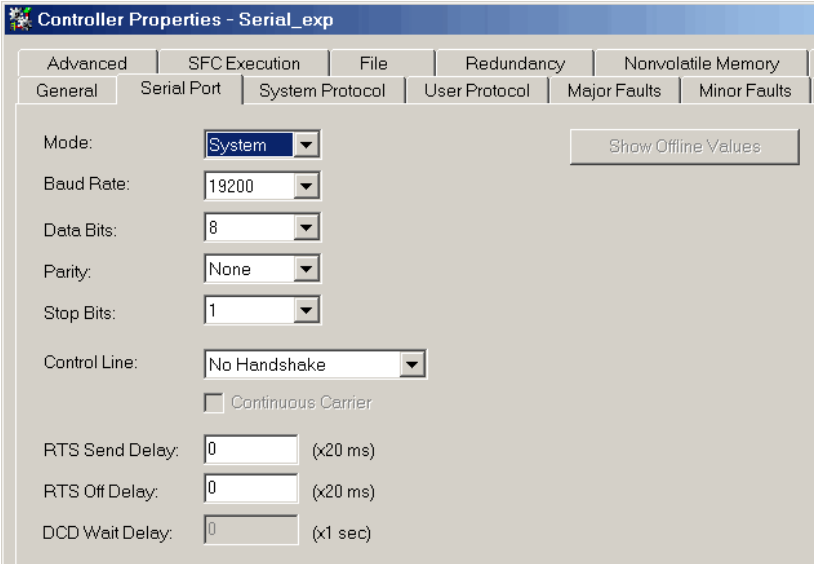 Controller Properties - Serial_exp
Advanced SFC Execution File Redundancy Nonvolatile Memory
General Serial Port System Protocol User Protocol Major Faults Minor Faults
Mode: System Show Offline Values
Baud Rate: 19200
Data Bits: 8
Parity: None
Stop Bits: 1
Control Line: No Handshake
Continuous Carrier
RTS Send Delay: 0 (x20 ms)
RTS Off Delay: 0 (x20 ms)
DCD Wait Delay: 0 (x1 sec)